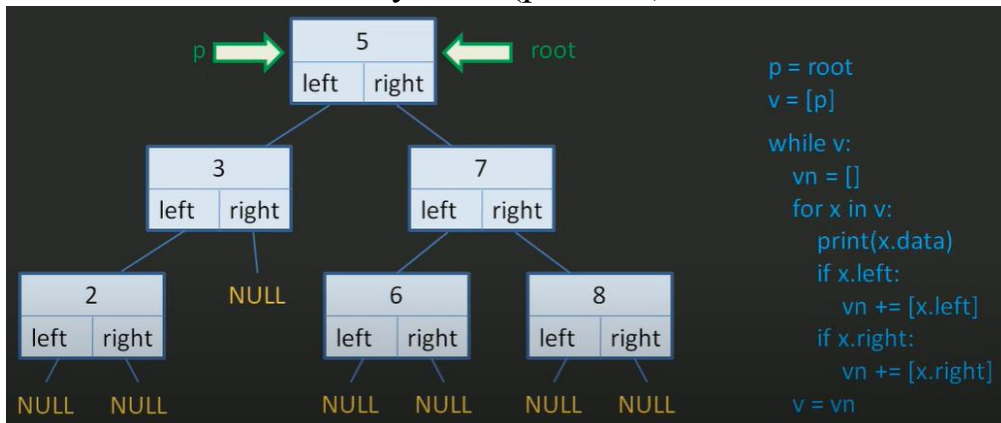 p 5 root
left right
3 7
left right left right
2 NULL 6 8
left right left right left right
NULL NULL NULL NULL NULL NULL
p = root
v = [p]
while v:
vn = []
for x in v:
print(x.data)
if x.left:
vn += [x.left]
if x.right:
vn += [x.right]
v = vn